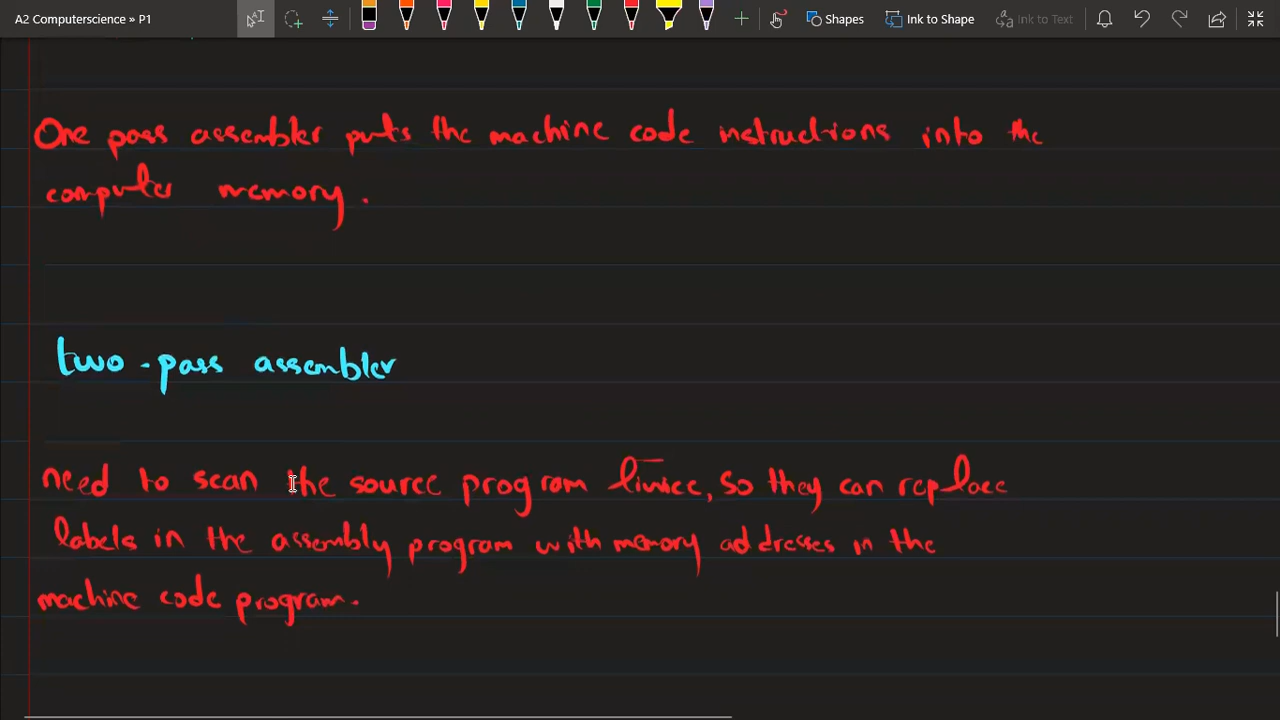 A2 Computerscience » P1
Shapes
Ink to Shape
Ink to Text
One pass assembler puts the machine code instructions into the
computer memory.
two-pass assembler
need to scan the source program twice, so they can replace
labels in the assembly program with memory addresses in the
machine code program.